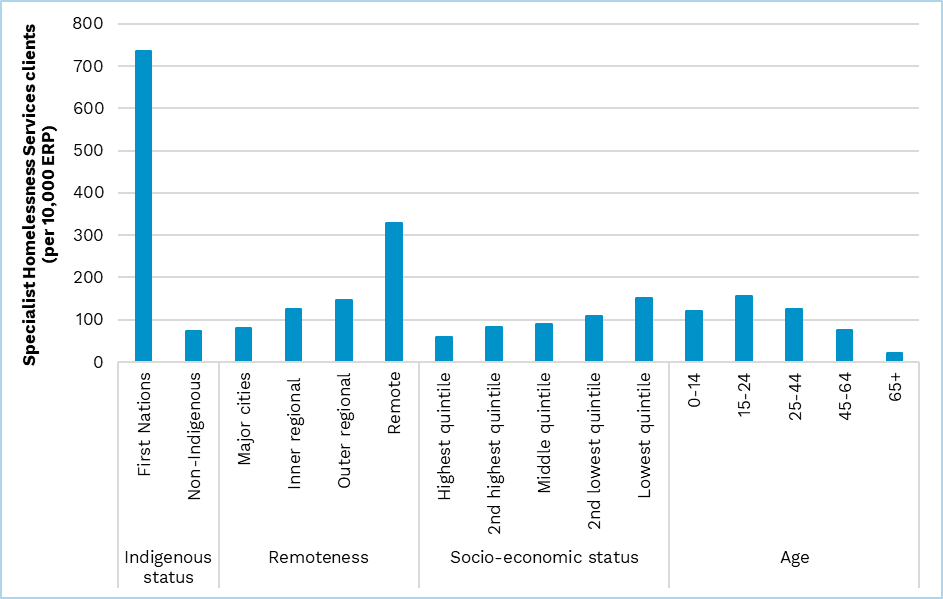 Specialist Homelessness Services clients
(per 10,000 ERP)
800
700
600
500
400
300
200
100
0
First Nations
Non-Indigenous
Major cities
Inner regional
Outer regional
Remote
Highest quintile
2nd highest quintile
Middle quintile
2nd lowest quintile
Lowest quintile
0-14
15-24
25-44
45-64
65+
Indigenous
status
Remoteness
Socio-economic status
Age